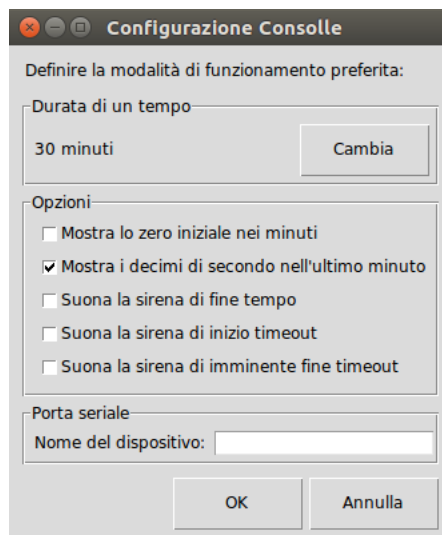 Configurazione Consolle
Definire la modalità di funzionamento preferita:
Durata di un tempo
30 minuti Cambia
Opzioni
Mostra lo zero iniziale nei minuti
Mostra i decimi di secondo nell'ultimo minuto
Suona la sirena di fine tempo
Suona la sirena di inizio timeout
Suona la sirena di imminente fine timeout
Porta seriale
Nome del dispositivo:
OK Annulla